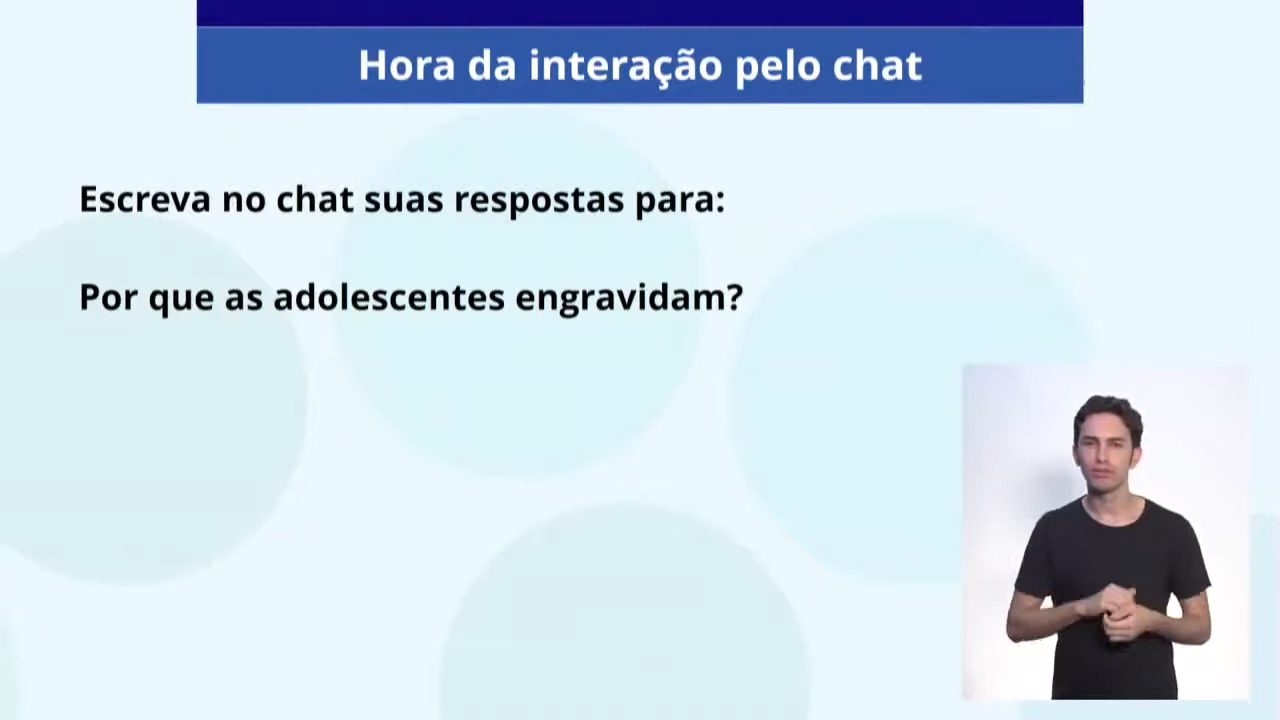 Hora da interação pelo chat
Escreva no chat suas respostas para:
Por que as adolescentes engravidam?